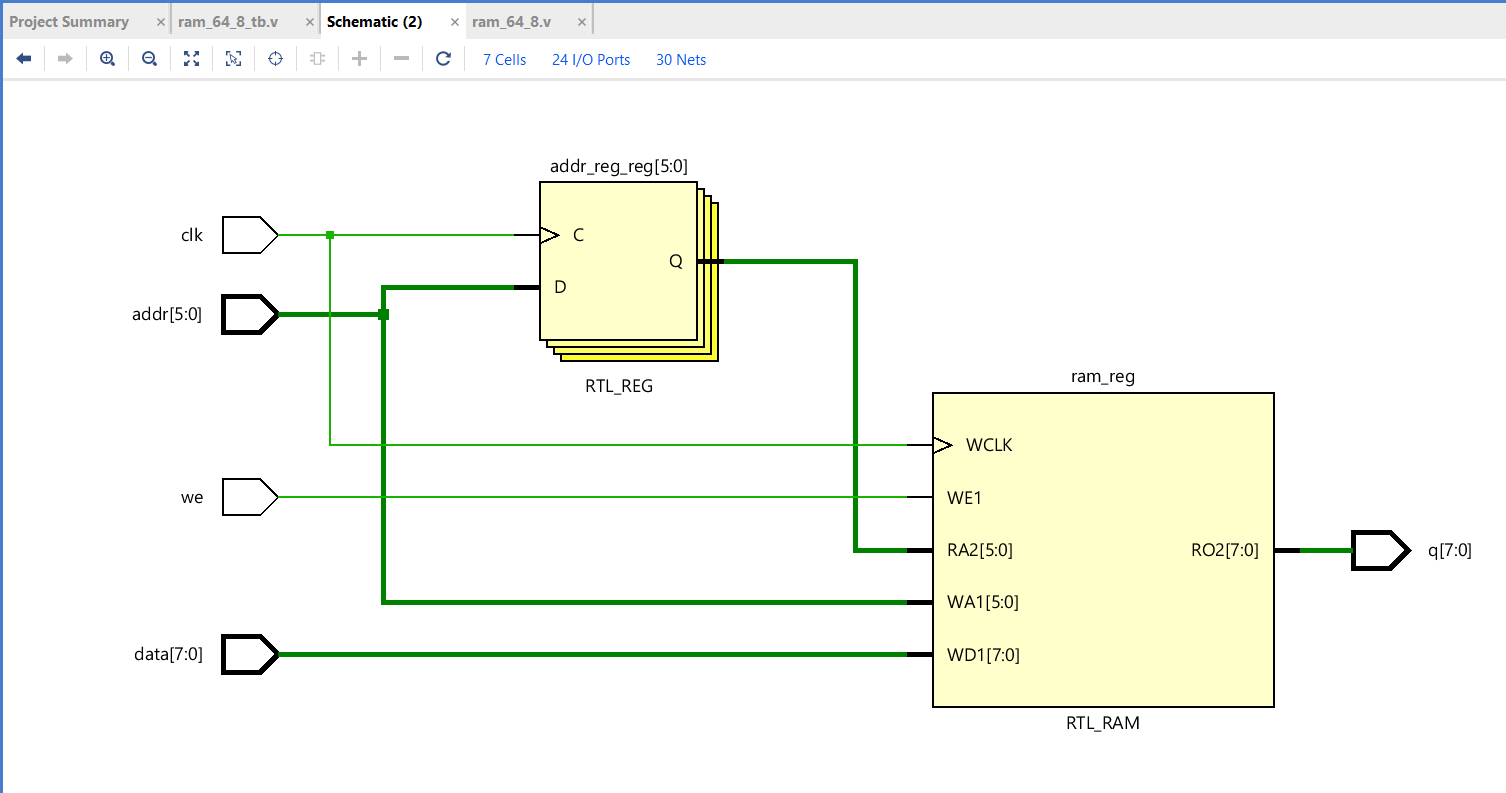 Project Summary × ram_64_8_tb.v × Schematic (2) × ram_64_8.v ×
7 Cells 24 I/O Ports 30 Nets
addr_reg_reg[5:0]
clk
C
Q
D
addr[5:0]
RTL_REG
ram_reg
WCLK
we
WE1
RA2[5:0]
RO2[7:0]
q[7:0]
WA1[5:0]
data[7:0]
WD1[7:0]
RTL_RAM